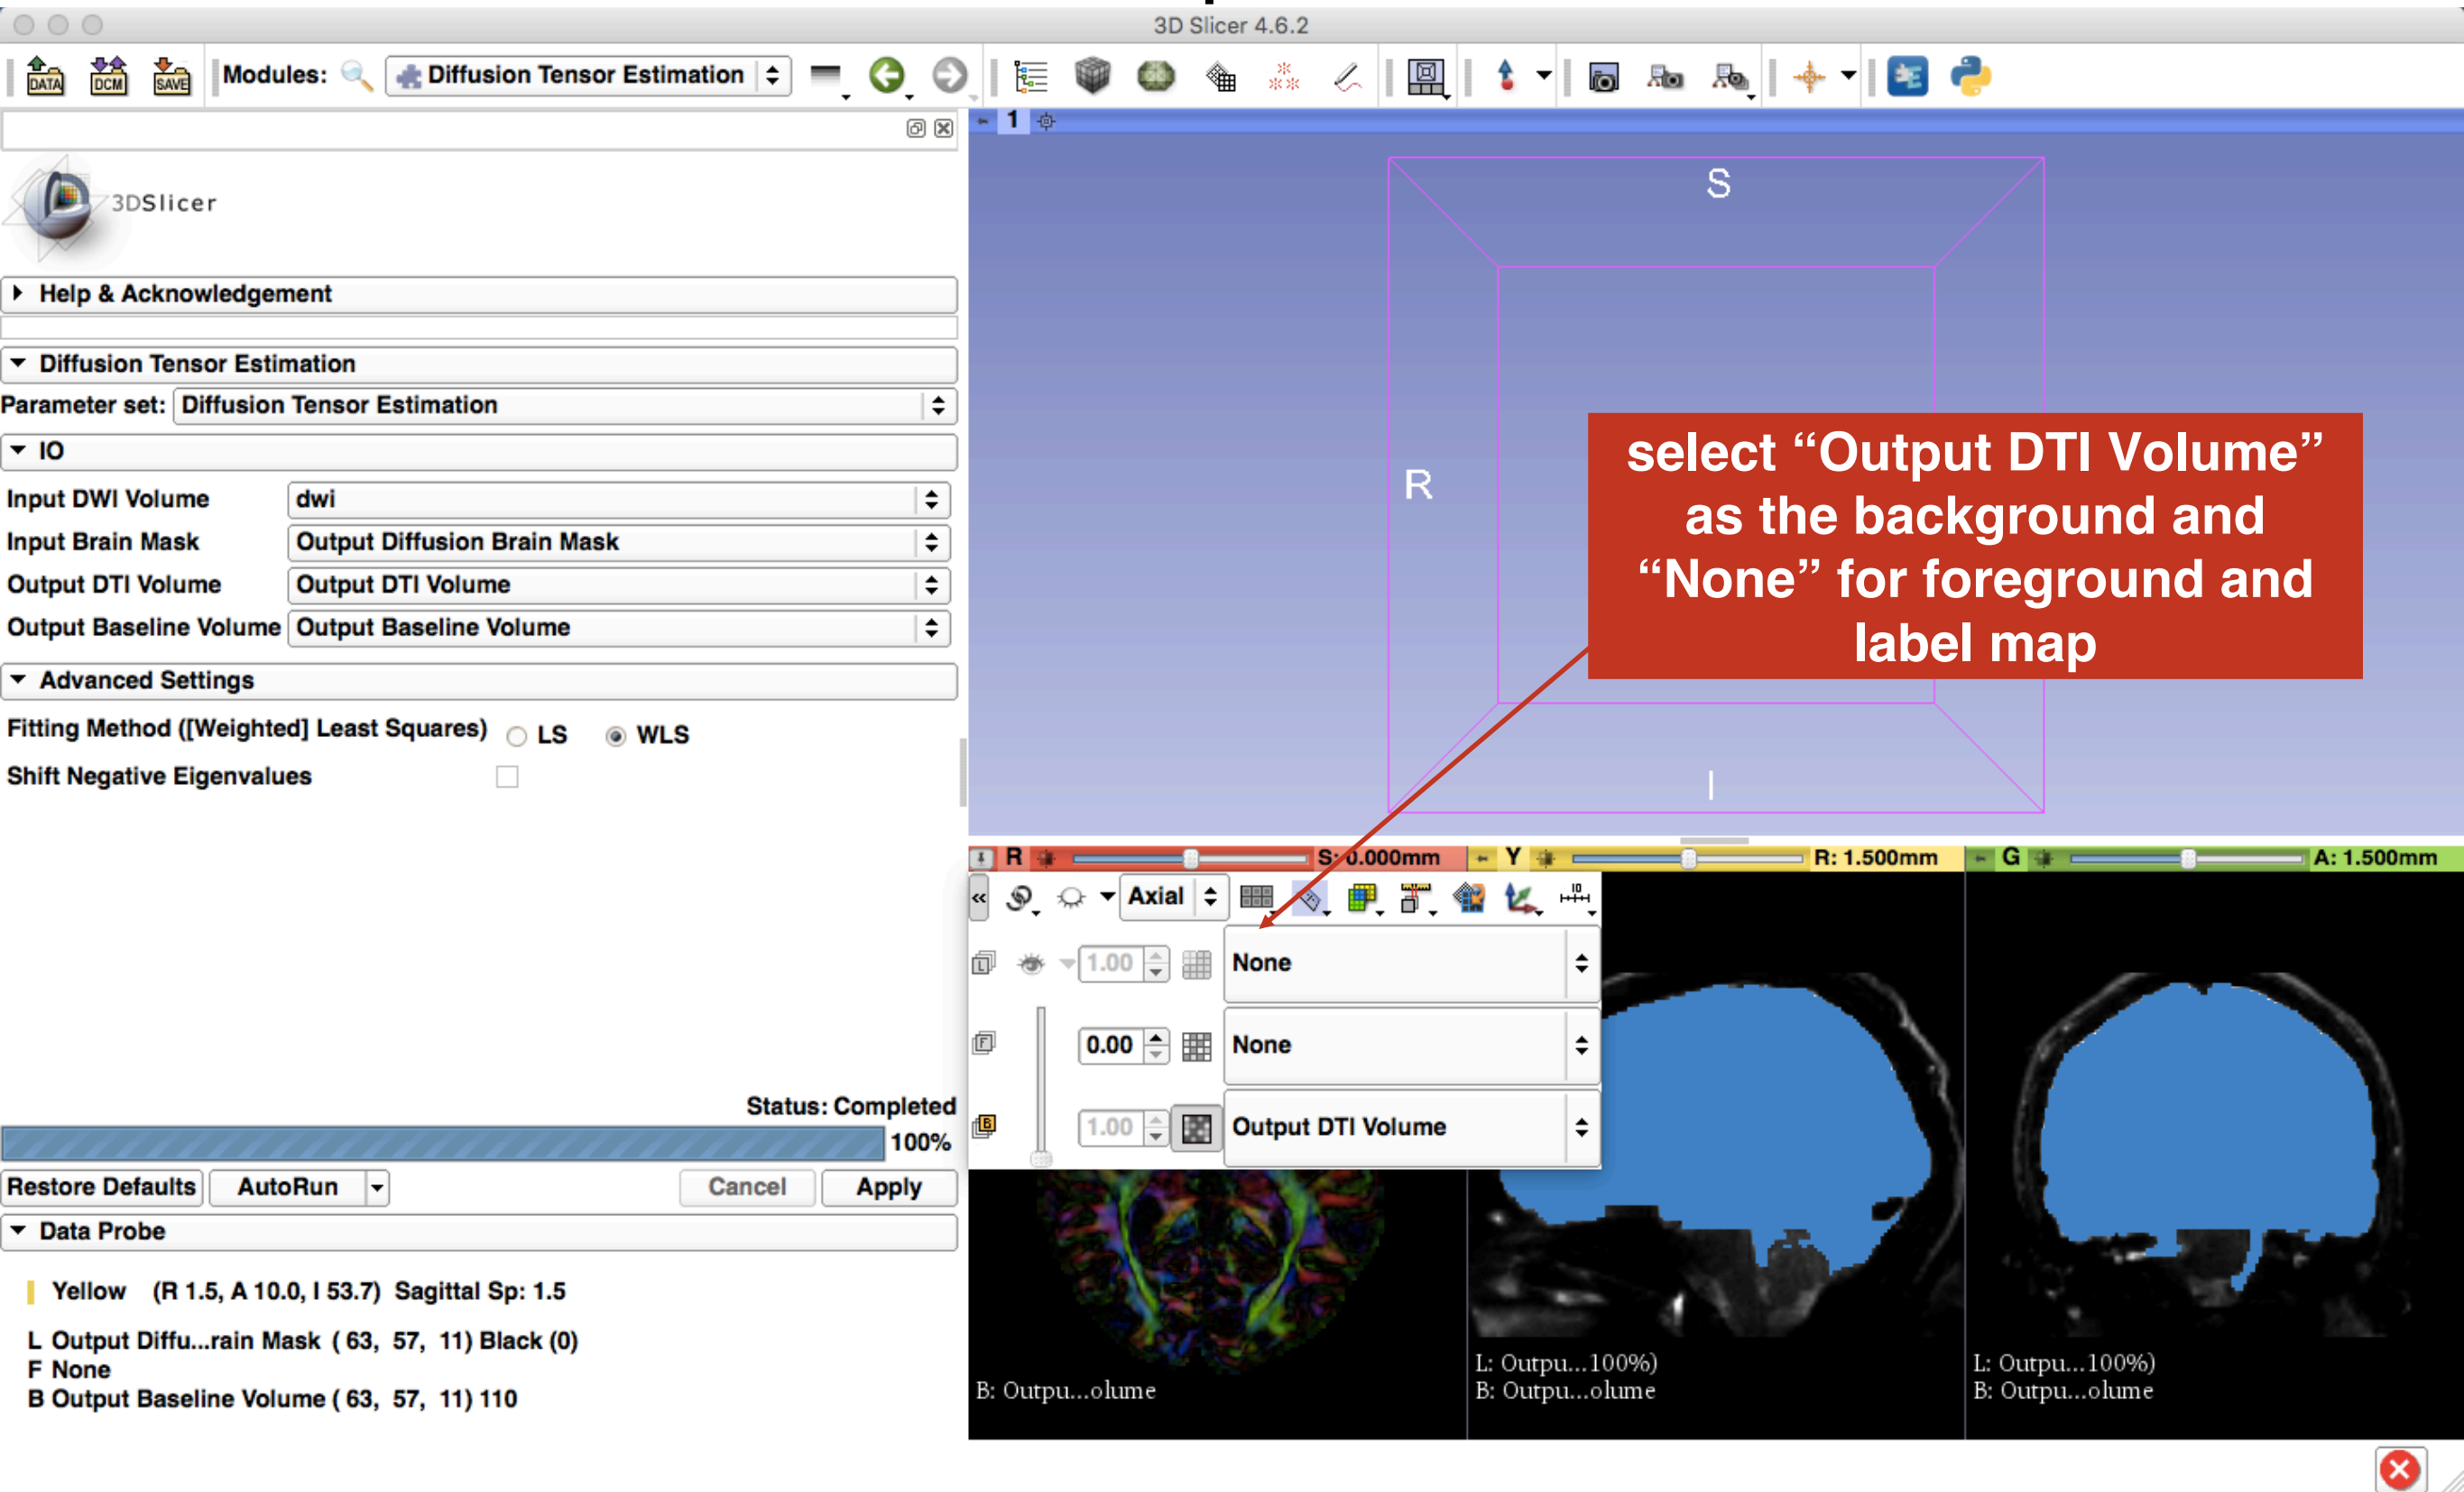 3D Slicer 4.6.2
DATA DCM SAVE Modules: Diffusion Tensor Estimation
1
3DSlicer
Help & Acknowledgement
Diffusion Tensor Estimation
Parameter set: Diffusion Tensor Estimation
IO
Input DWI Volume dwi
Input Brain Mask Output Diffusion Brain Mask
Output DTI Volume Output DTI Volume
Output Baseline Volume Output Baseline Volume
Advanced Settings
Fitting Method ([Weighted] Least Squares) LS WLS
Shift Negative Eigenvalues
Status: Completed
100%
Restore Defaults AutoRun Cancel Apply
Data Probe
Yellow (R 1.5, A 10.0, I 53.7) Sagittal Sp: 1.5
L Output Diffu...rain Mask ( 63, 57, 11) Black (0)
F None
B Output Baseline Volume ( 63, 57, 11) 110
S
R
I
select “Output DTI Volume”
as the background and
“None” for foreground and
label map
R S: 0.000mm Y R: 1.500mm G A: 1.500mm
Axial 10
L 1.00 None
F 0.00 None
B 1.00 Output DTI Volume
B: Outpu...olume
L: Outpu...100%)
B: Outpu...olume
L: Outpu...100%)
B: Outpu...olume